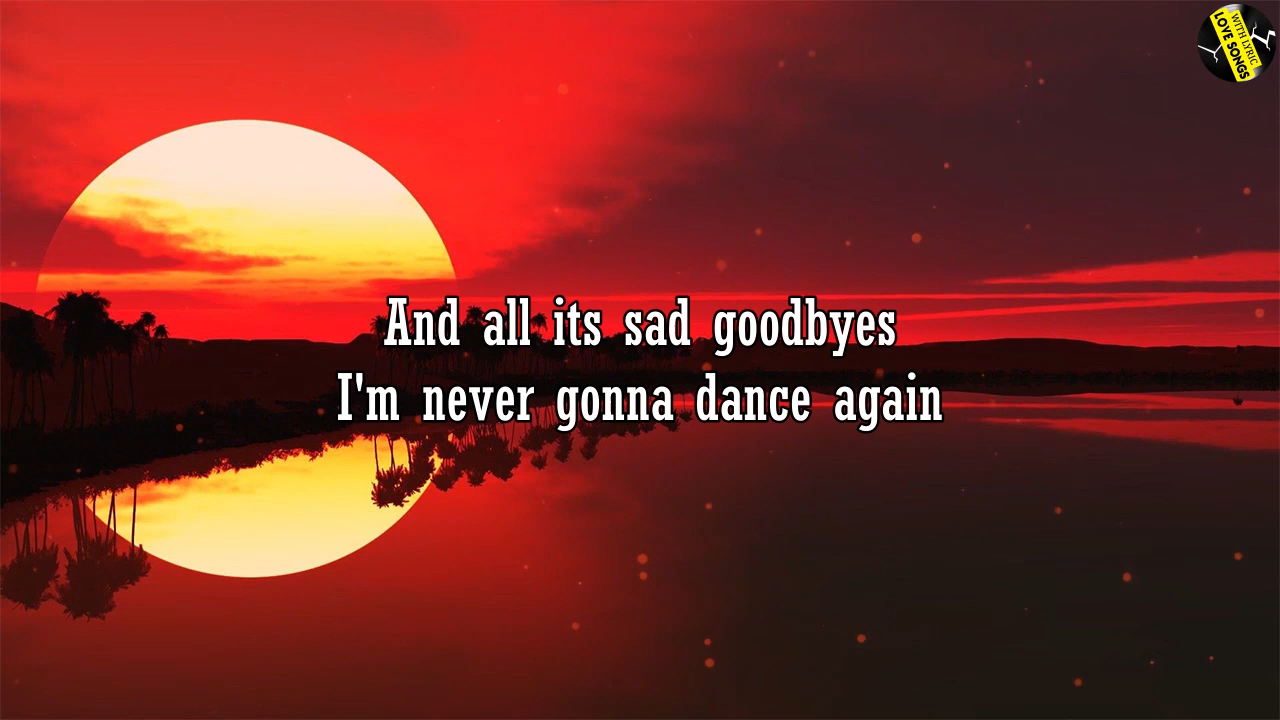 WITH LYRIC
LOVE SONGS
And all its sad goodbyes
I'm never gonna dance again